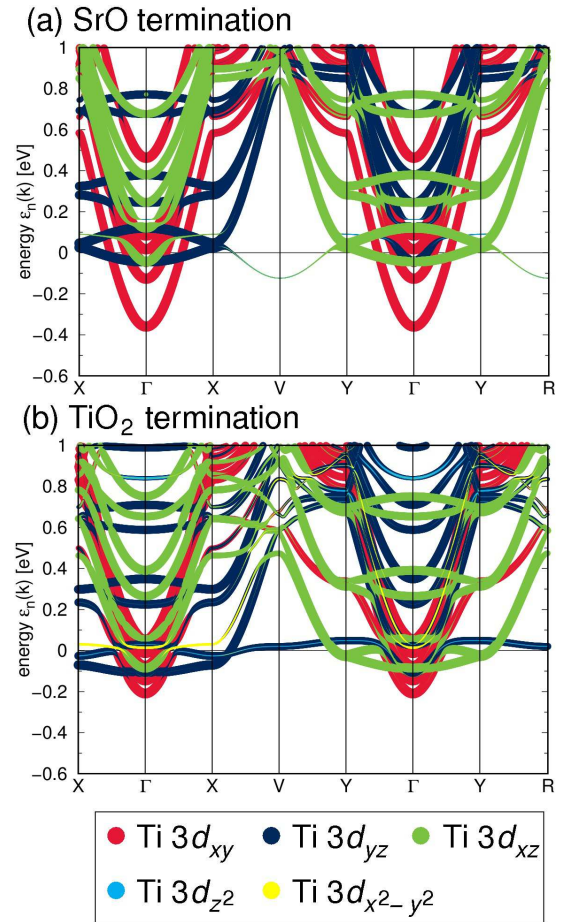 (a) SrO termination
1
0.8
0.6
0.4
0.2
0
−0.2
−0.4
−0.6
energy εn(k) [eV]
X Γ X V Y Γ Y R
(b) TiO2 termination
1
0.8
0.6
0.4
0.2
0
−0.2
−0.4
−0.6
energy εn(k) [eV]
X Γ X V Y Γ Y R
Ti 3dxy Ti 3dyz Ti 3dxz
Ti 3dz2 Ti 3dx2−y2